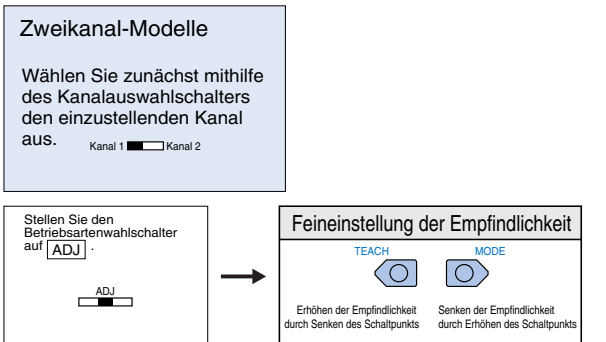 Zweikanal-Modelle
Wählen Sie zunächst mithilfe
des Kanalauswahlschalters
den einzustellenden Kanal
aus. Kanal 1 Kanal 2
Stellen Sie den
Betriebsartenwahlschalter
auf ADJ .
ADJ
Feineinstellung der Empfindlichkeit
TEACH MODE
Erhöhen der Empfindlichkeit Senken der Empfindlichkeit
durch Senken des Schaltpunkts durch Erhöhen des Schaltpunkts